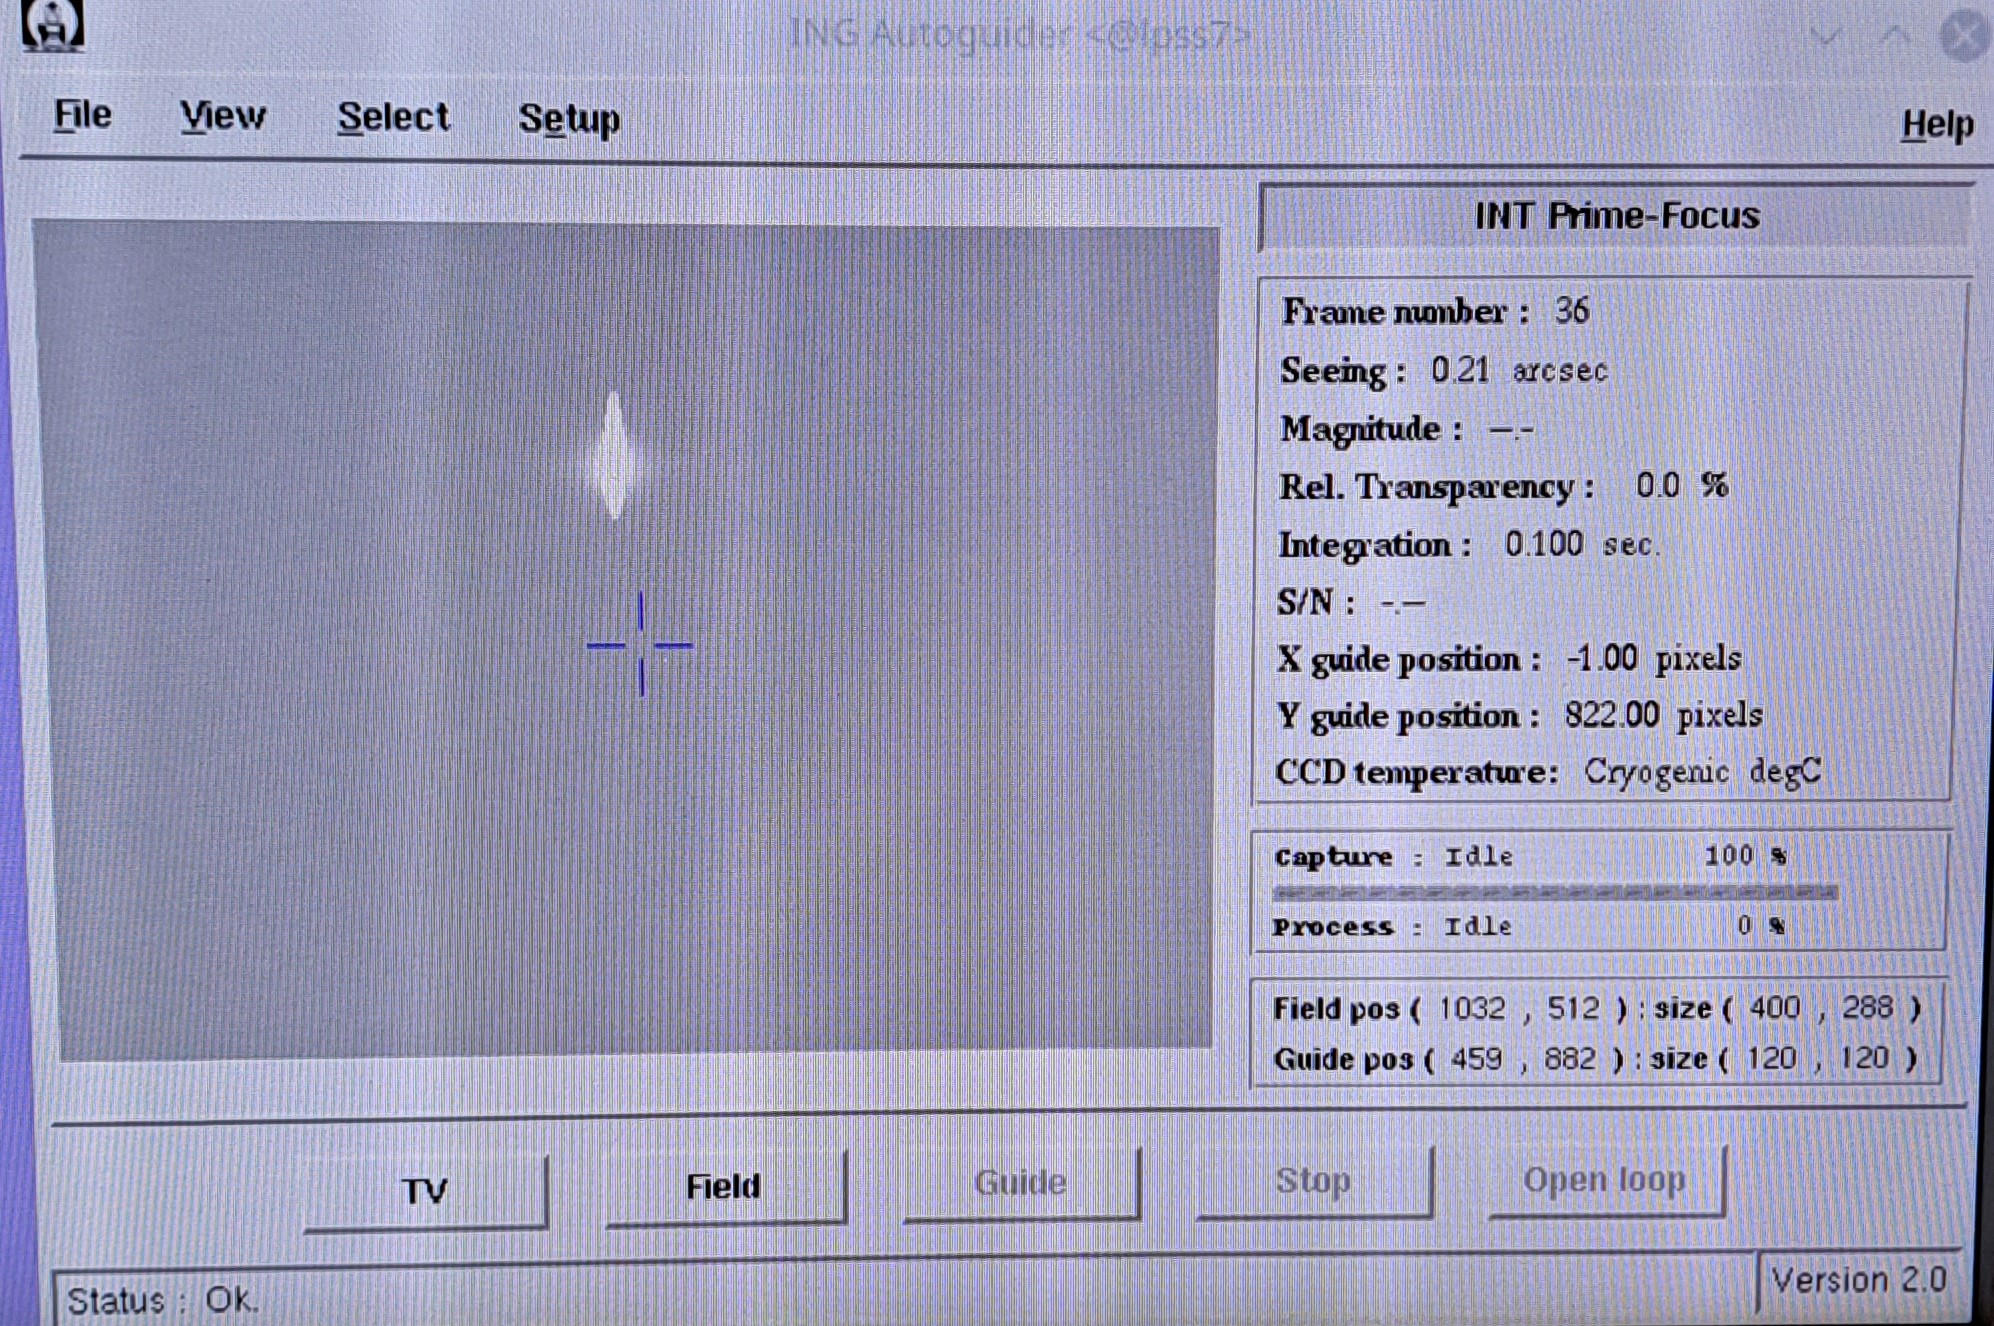 ING Autoguider <@lpss7>
File View Select Setup Help
INT Prime-Focus
Frame number : 36
Seeing : 0.21 arcsec
Magnitude : --.-
Rel. Transparency : 0.0 %
Integration : 0.100 sec.
S/N : -.--
X guide position : -1.00 pixels
Y guide position : 822.00 pixels
CCD temperature: Cryogenic degC
Capture : Idle 100 %
Process : Idle 0 %
Field pos ( 1032 , 512 ) : size ( 400 , 288 )
Guide pos ( 459 , 882 ) : size ( 120 , 120 )
TV Field Guide Stop Open loop
Status : Ok.
Version 2.0